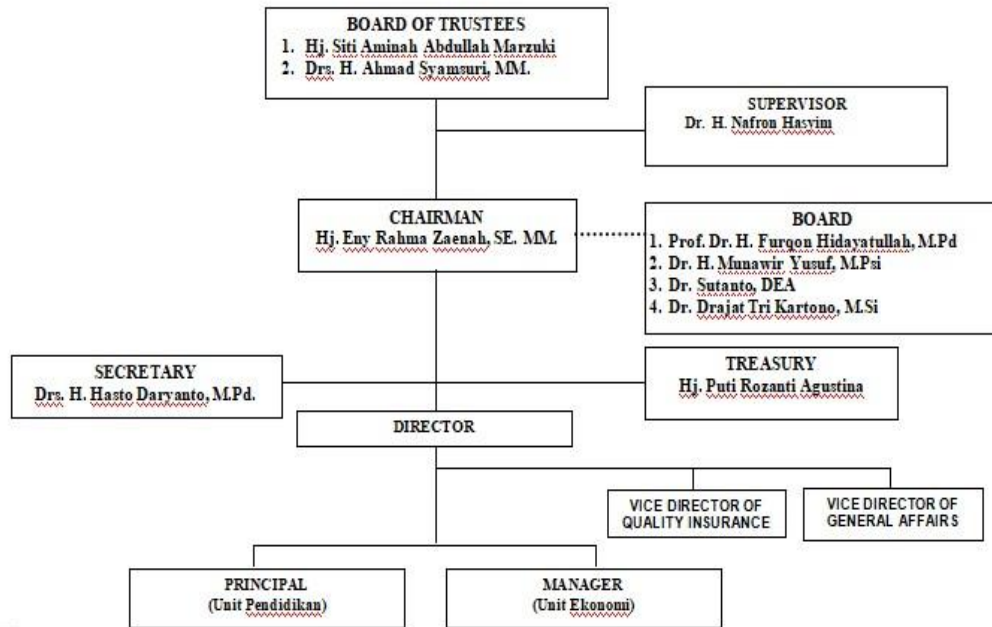 BOARD OF TRUSTEES
1. Hj. Siti Aminah Abdullah Marzuki
2. Drs. H. Ahmad Syamsuri, MM.
SUPERVISOR
Dr. H. Nafron Hasyim
CHAIRMAN
Hj. Eny Rahma Zaenah, SE. MM.
BOARD
1. Prof. Dr. H. Furqon Hidayatullah, M.Pd
2. Dr. H. Munawir Yusuf, M.Psi
3. Dr. Sutanto, DEA
4. Dr. Drajat Tri Kartono, M.Si
SECRETARY
Drs. H. Hasto Daryanto, M.Pd.
TREASURY
Hj. Puti Rozanti Agustina
DIRECTOR
VICE DIRECTOR OF
QUALITY INSURANCE
VICE DIRECTOR OF
GENERAL AFFAIRS
PRINCIPAL
(Unit Pendidikan)
MANAGER
(Unit Ekonomi)